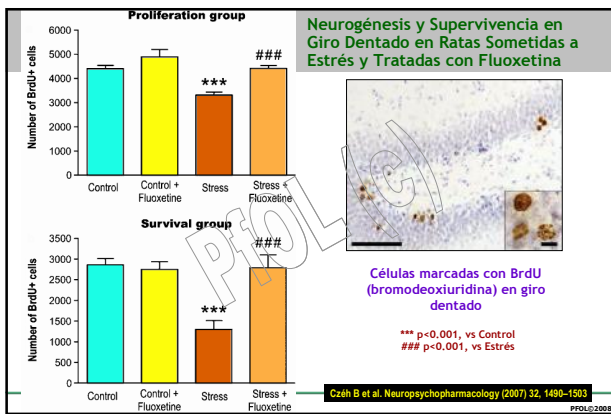 Proliferation group
Number of BrdU+ cells
6000
5000
4000
3000
2000
1000
0
***
###
Control
Control +
Fluoxetine
Stress
Stress +
Fluoxetine
Survival group
Number of BrdU+ cells
3500
3000
2500
2000
1500
1000
500
0
***
###
Control
Control +
Fluoxetine
Stress
Stress +
Fluoxetine
Neurogénesis y Supervivencia en
Giro Dentado en Ratas Sometidas a
Estrés y Tratadas con Fluoxetina
Células marcadas con BrdU
(bromodeoxiuridina) en giro
dentado
*** p<0.001, vs Control
### p<0.001, vs Estrés
Czéh B et al. Neuropsychopharmacology (2007) 32, 1490–1503
PFOL©2008
PfOL(c)